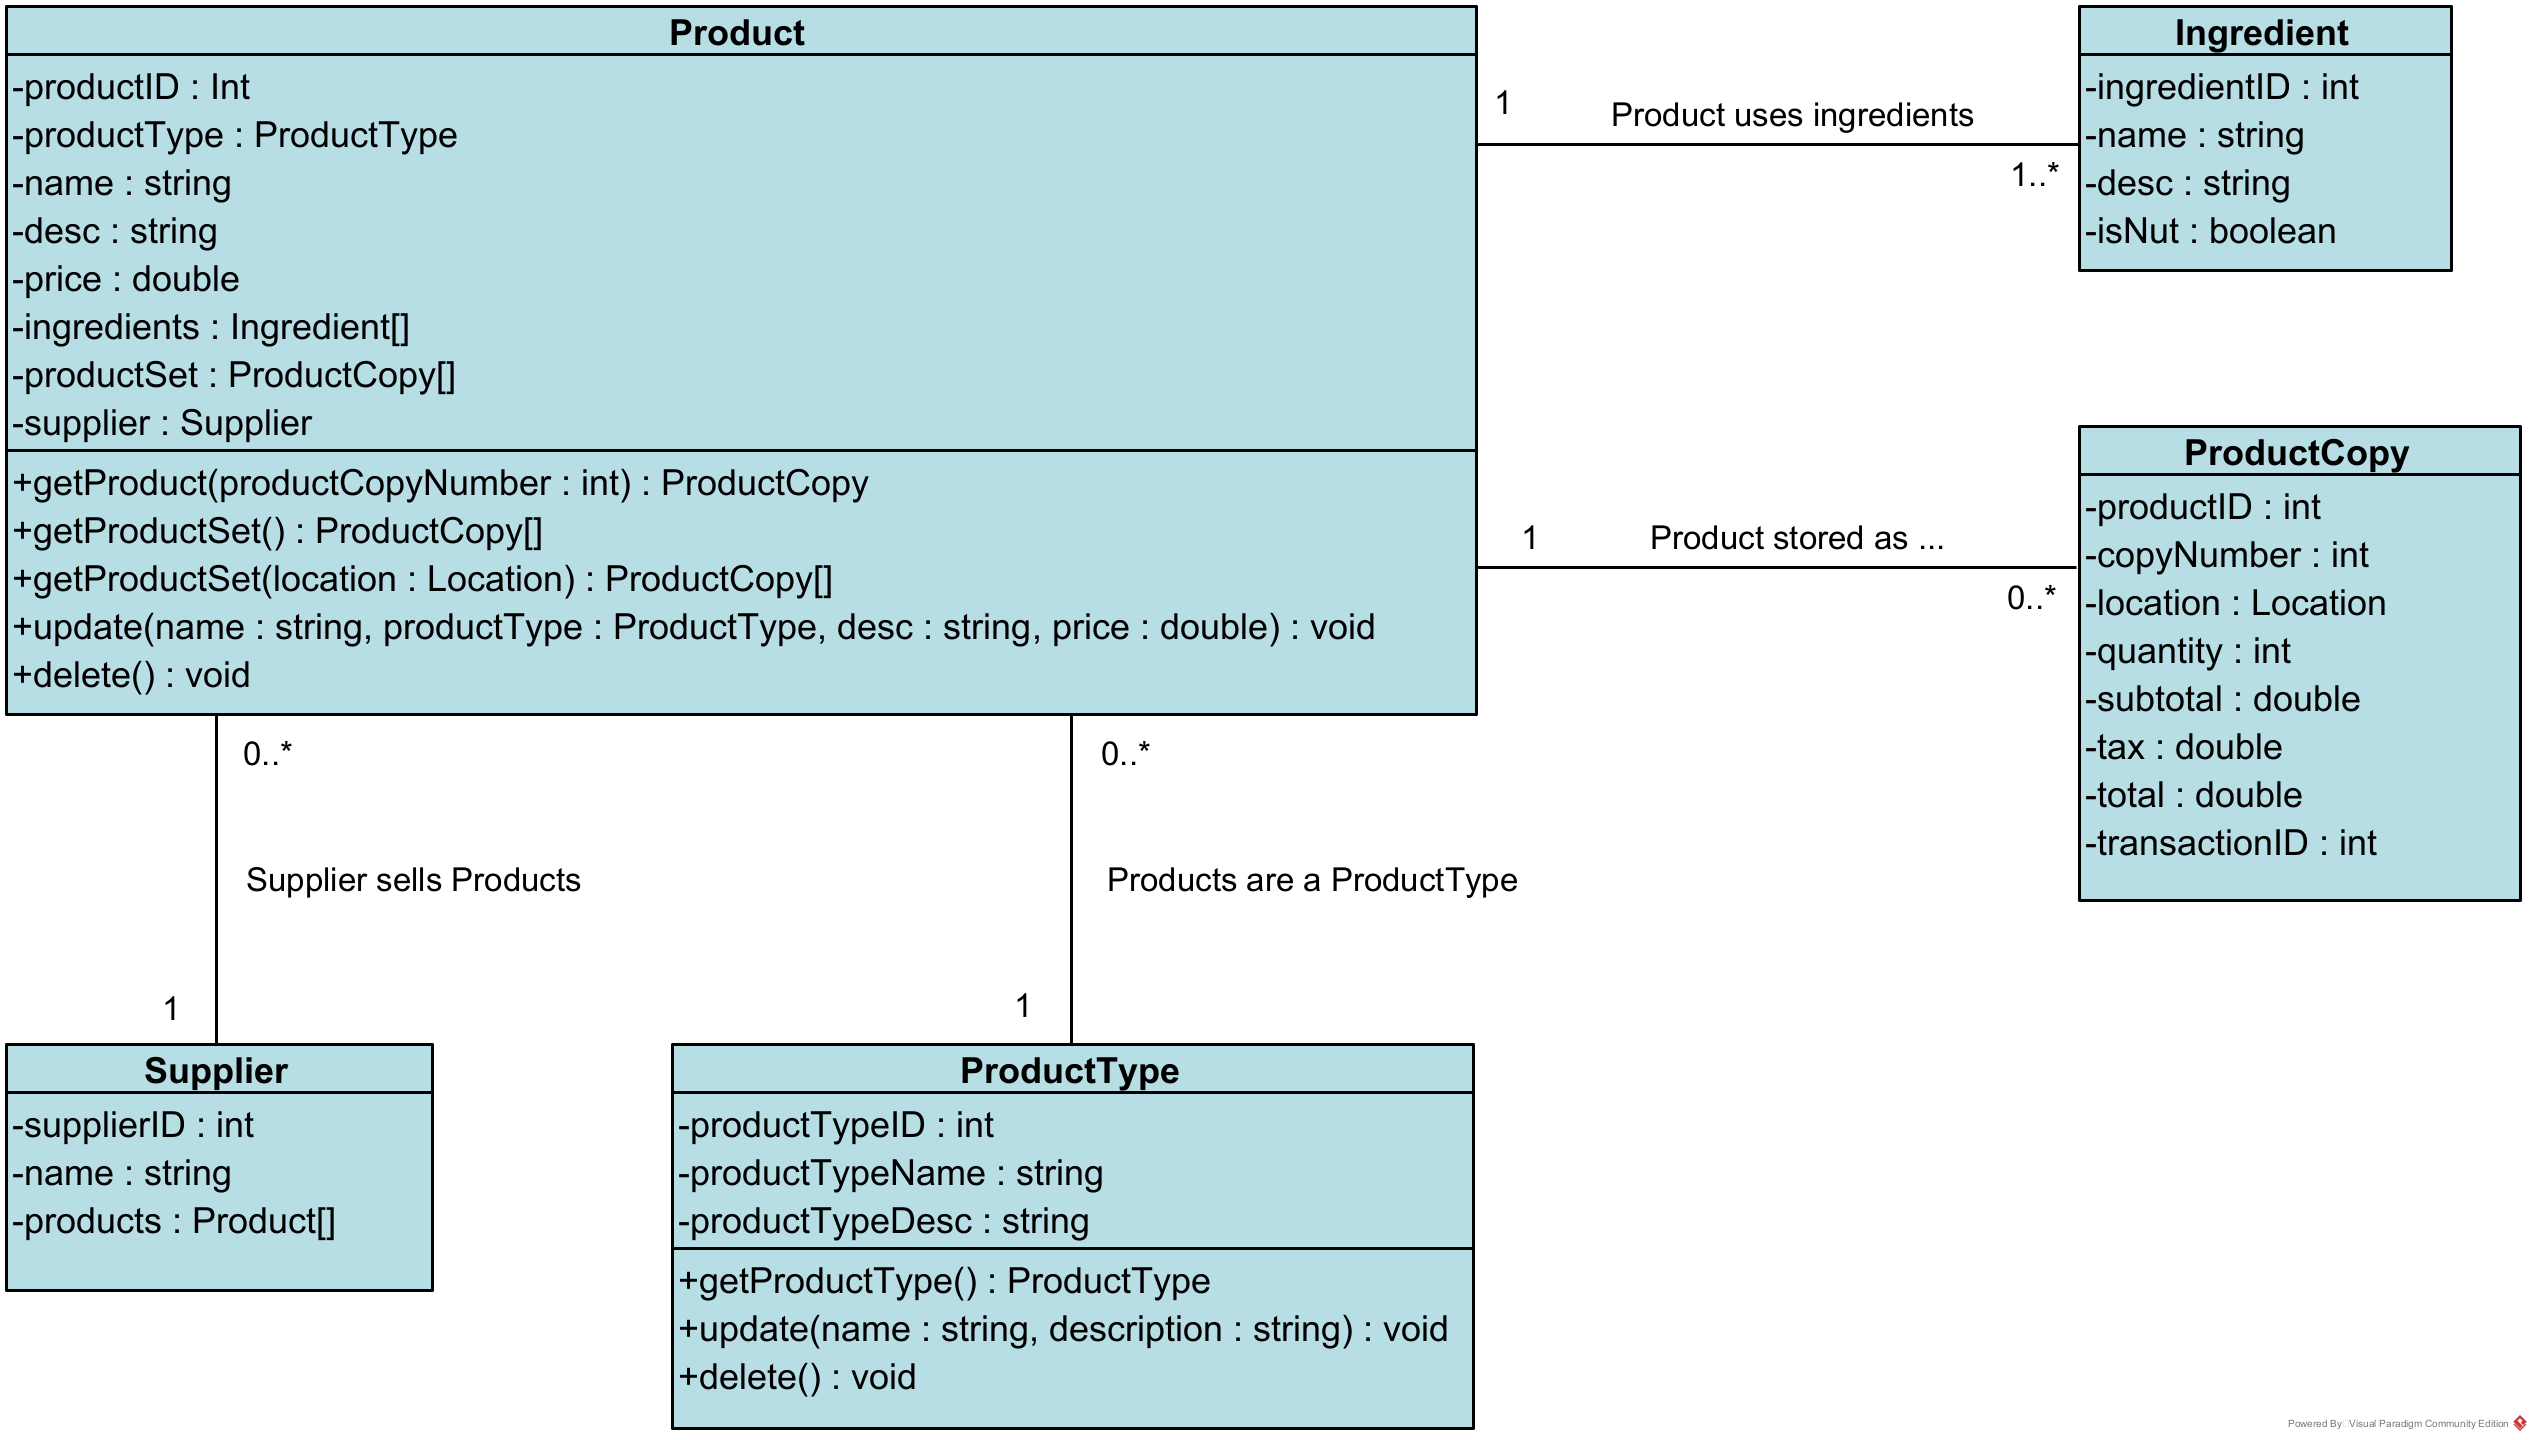 Product
-productID : Int
-productType : ProductType
-name : string
-desc : string
-price : double
-ingredients : Ingredient[]
-productSet : ProductCopy[]
-supplier : Supplier
+getProduct(productCopyNumber : int) : ProductCopy
+getProductSet() : ProductCopy[]
+getProductSet(location : Location) : ProductCopy[]
+update(name : string, productType : ProductType, desc : string, price : double) : void
+delete() : void
1
Product uses ingredients
1..*
Ingredient
-ingredientID : int
-name : string
-desc : string
-isNut : boolean
1
Product stored as ...
0..*
ProductCopy
-productID : int
-copyNumber : int
-location : Location
-quantity : int
-subtotal : double
-tax : double
-total : double
-transactionID : int
0..*
Supplier sells Products
1
0..*
Products are a ProductType
1
Supplier
-supplierID : int
-name : string
-products : Product[]
ProductType
-productTypeID : int
-productTypeName : string
-productTypeDesc : string
+getProductType() : ProductType
+update(name : string, description : string) : void
+delete() : void
Powered By Visual Paradigm Community Edition